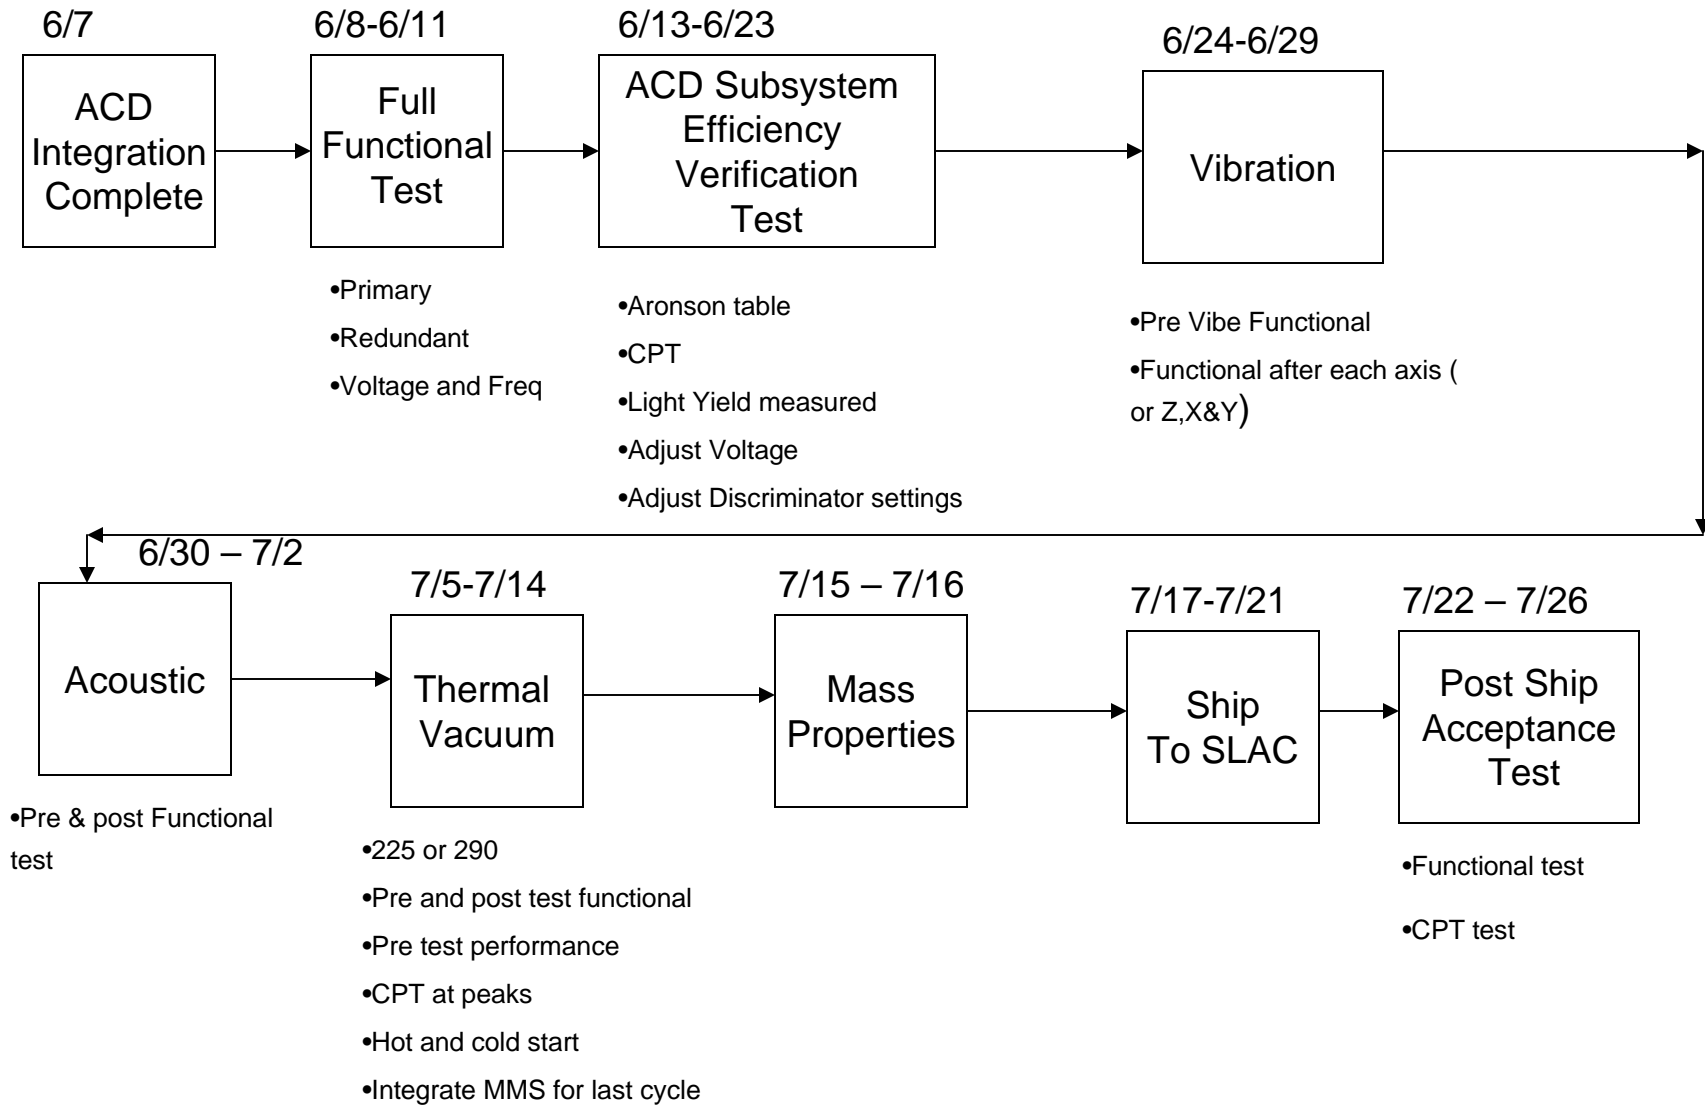 6/7
ACD
Integration
Complete
6/8-6/11
Full
Functional
Test
•Primary
•Redundant
•Voltage and Freq
6/13-6/23
ACD Subsystem
Efficiency
Verification
Test
•Aronson table
•CPT
•Light Yield measured
•Adjust Voltage
•Adjust Discriminator settings
6/24-6/29
Vibration
•Pre Vibe Functional
•Functional after each axis (
or Z,X&Y)
6/30 – 7/2
Acoustic
•Pre & post Functional
test
7/5-7/14
Thermal
Vacuum
•225 or 290
•Pre and post test functional
•Pre test performance
•CPT at peaks
•Hot and cold start
•Integrate MMS for last cycle
7/15 – 7/16
Mass
Properties
7/17-7/21
Ship
To SLAC
7/22 – 7/26
Post Ship
Acceptance
Test
•Functional test
•CPT test